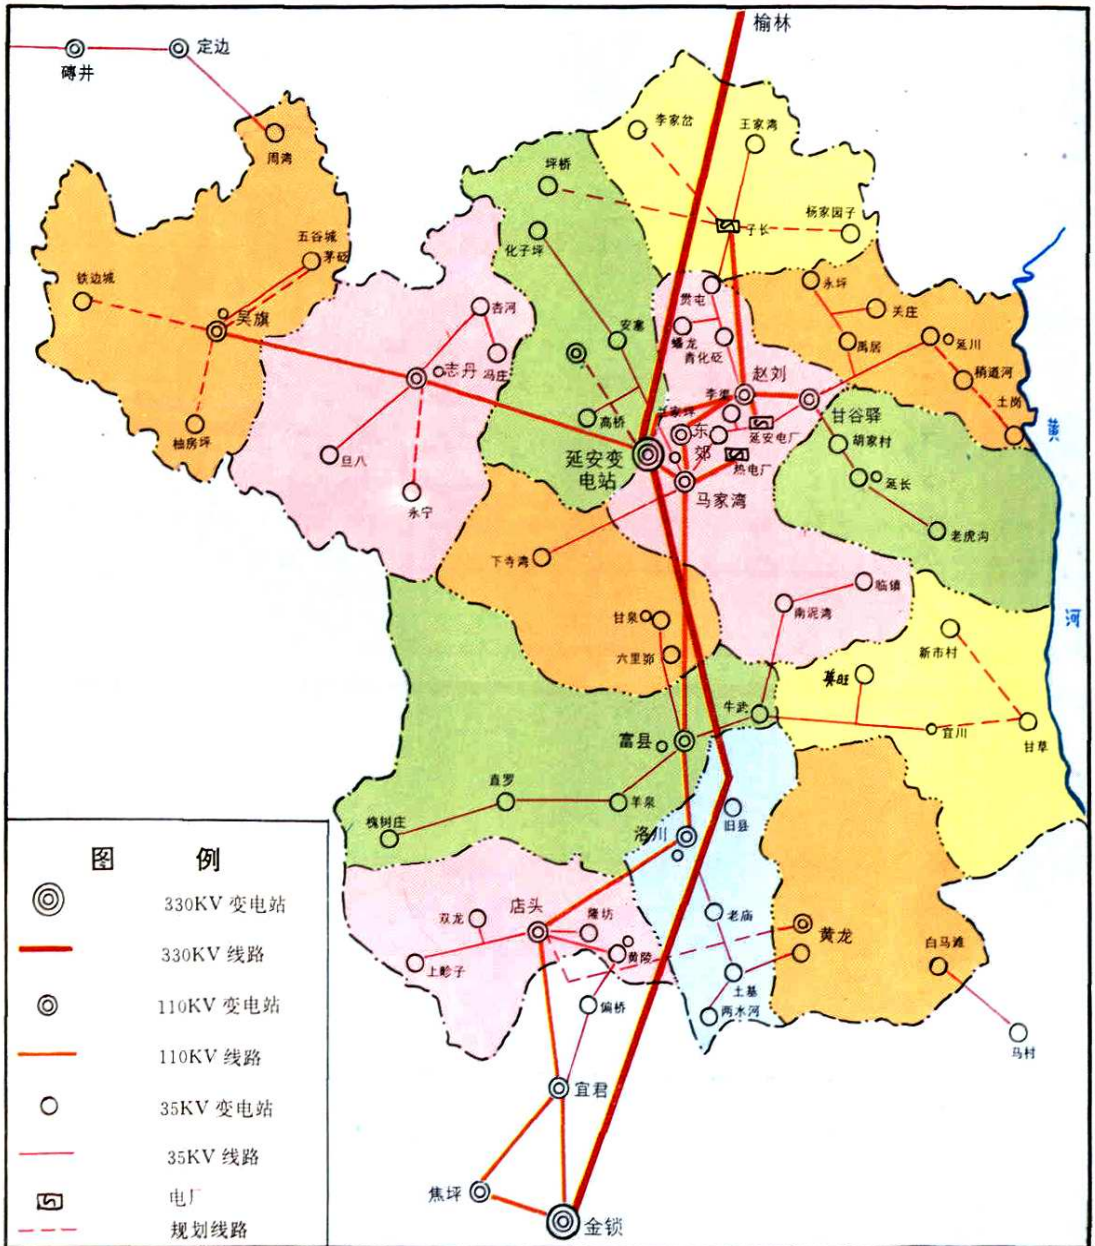 榆林
磚井
定边
周湾
李家岔
王家湾
坪桥
杨家园子
子长
化子坪
五谷城
茅砭
铁边城
吴旗
杏河
志丹
冯庄
安塞
贯屯
蟠龙
青化砭
永坪
关庄
禹居
延川
稍道河
土岗
赵刘
李渠
兰家坪
高桥
延安变
电站
东
郊
延安电厂
热电厂
马家湾
甘谷驿
胡家村
延长
老虎沟
黄
河
柚房坪
旦八
永宁
下寺湾
临镇
南泥湾
甘泉
六里峁
新市村
英旺
牛武
宜川
甘草
富县
直罗
羊泉
槐树庄
洛川
旧县
店头
双龙
隆坊
上畛子
黄陵
老庙
黄龙
白马滩
土基
两水河
偏桥
马村
宜君
焦坪
金锁
图 例
330KV 变电站
330KV 线路
110KV 变电站
110KV 线路
35KV 变电站
35KV 线路
电厂
规划线路